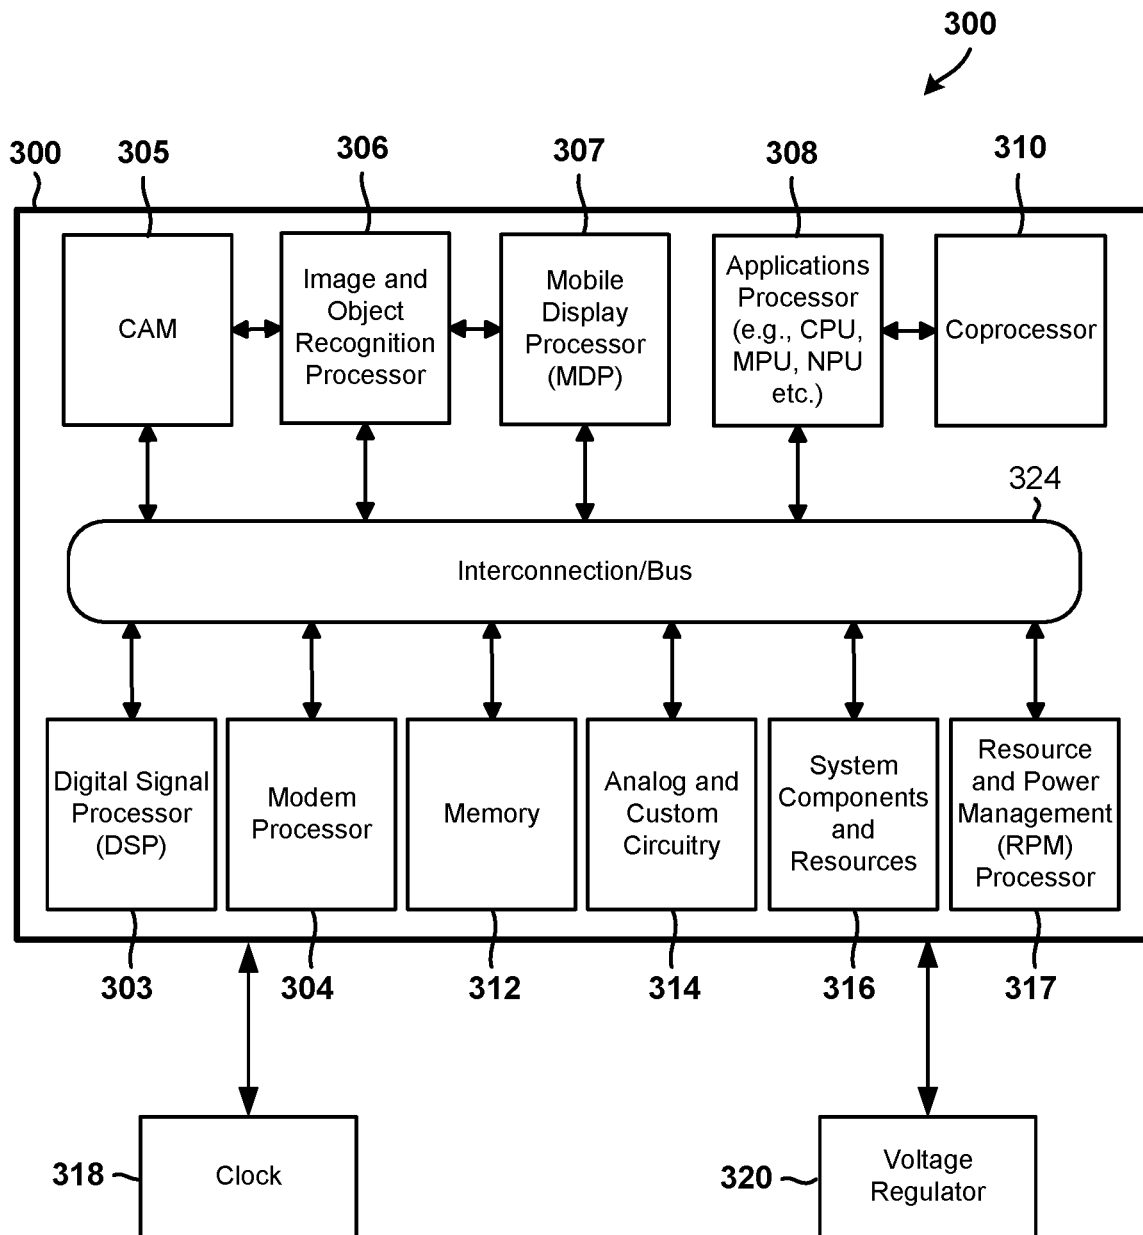 300
300
305
306
307
308
310
CAM
Image and
Object
Recognition
Processor
Mobile
Display
Processor
(MDP)
Applications
Processor
(e.g., CPU,
MPU, NPU
etc.)
Coprocessor
324
Interconnection/Bus
Digital Signal
Processor
(DSP)
Modem
Processor
Memory
Analog and
Custom
Circuitry
System
Components
and
Resources
Resource
and Power
Management
(RPM)
Processor
303
304
312
314
316
317
318
Clock
320
Voltage
Regulator